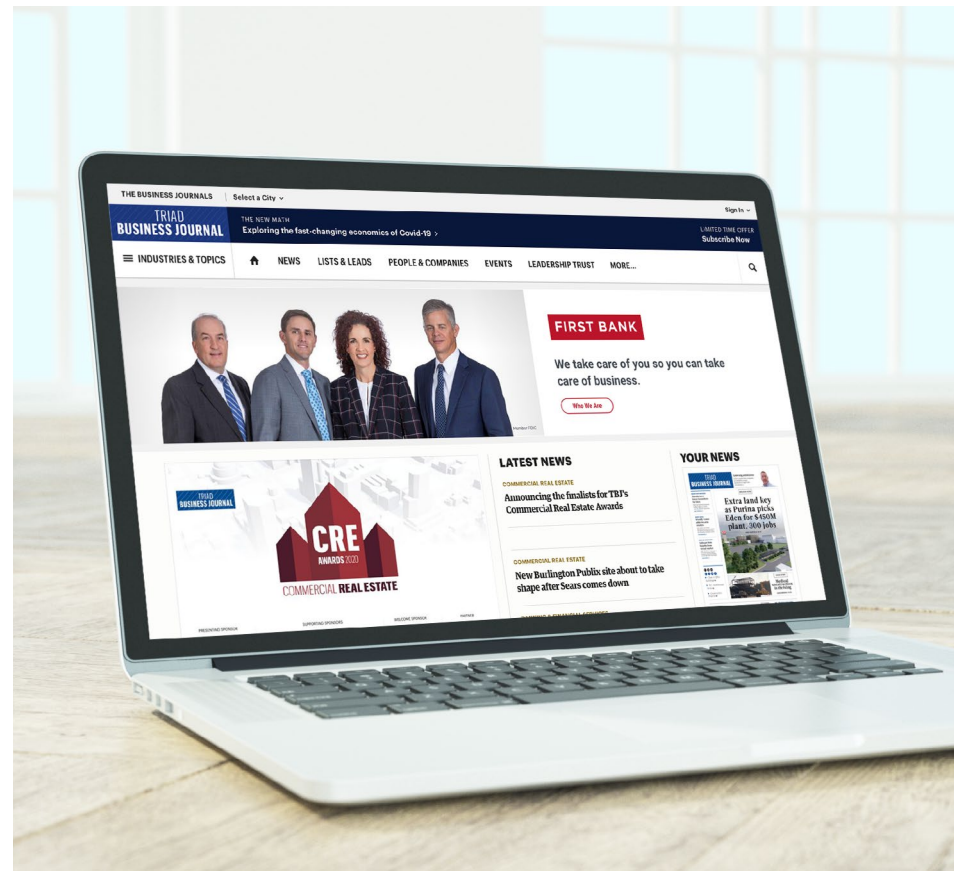 THE BUSINESS JOURNALS
Select a City
Sign In
TRIAD
BUSINESS JOURNAL
THE NEW MATH
Exploring the fast-changing economics of Covid-19 >
LIMITED TIME OFFER
Subscribe Now
INDUSTRIES & TOPICS
NEWS
LISTS & LEADS
PEOPLE & COMPANIES
EVENTS
LEADERSHIP TRUST
MORE...
FIRST BANK
We take care of you so you can take
care of business.
Who We Are
Member FDIC
TRIAD
BUSINESS JOURNAL
CRE
AWARDS 2020
COMMERCIAL REAL ESTATE
PRESENTING SPONSOR
SUPPORTING SPONSORS
WELCOME SPONSOR
PARTNER
LATEST NEWS
COMMERCIAL REAL ESTATE
Announcing the finalists for TBJ's
Commercial Real Estate Awards
COMMERCIAL REAL ESTATE
New Burlington Publix site about to take
shape after Sears comes down
BANKING & FINANCIAL SERVICES
YOUR NEWS
TRIAD
BUSINESS JOURNAL
Extra land key
as Purina picks
Eden for $450M
plant, 300 jobs